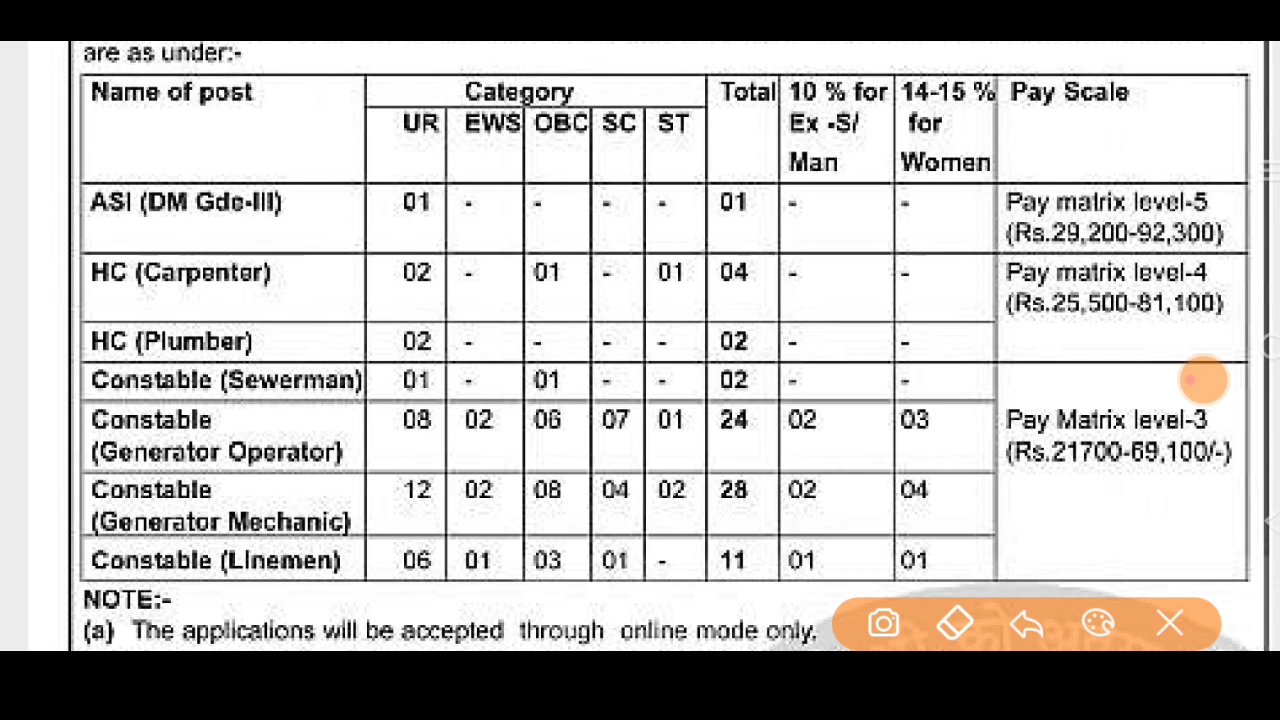 are as under:-
Name of post Category Total 10 % for 14-15 % Pay Scale
UR EWS OBC SC ST Ex -S/ for
Man Women
ASI (DM Gde-III) 01 - - - - 01 - - Pay matrix level-5
(Rs.29,200-92,300)
HC (Carpenter) 02 - 01 - 01 04 - - Pay matrix level-4
(Rs.25,500-81,100)
HC (Plumber) 02 - - - - 02 - -
Constable (Sewerman) 01 - 01 - - 02 - -
Constable 08 02 06 07 01 24 02 03 Pay Matrix level-3
(Generator Operator) (Rs.21700-69,100/-)
Constable 12 02 08 04 02 28 02 04
(Generator Mechanic)
Constable (Linemen) 06 01 03 01 - 11 01 01
NOTE:-
(a) The applications will be accepted through online mode only.